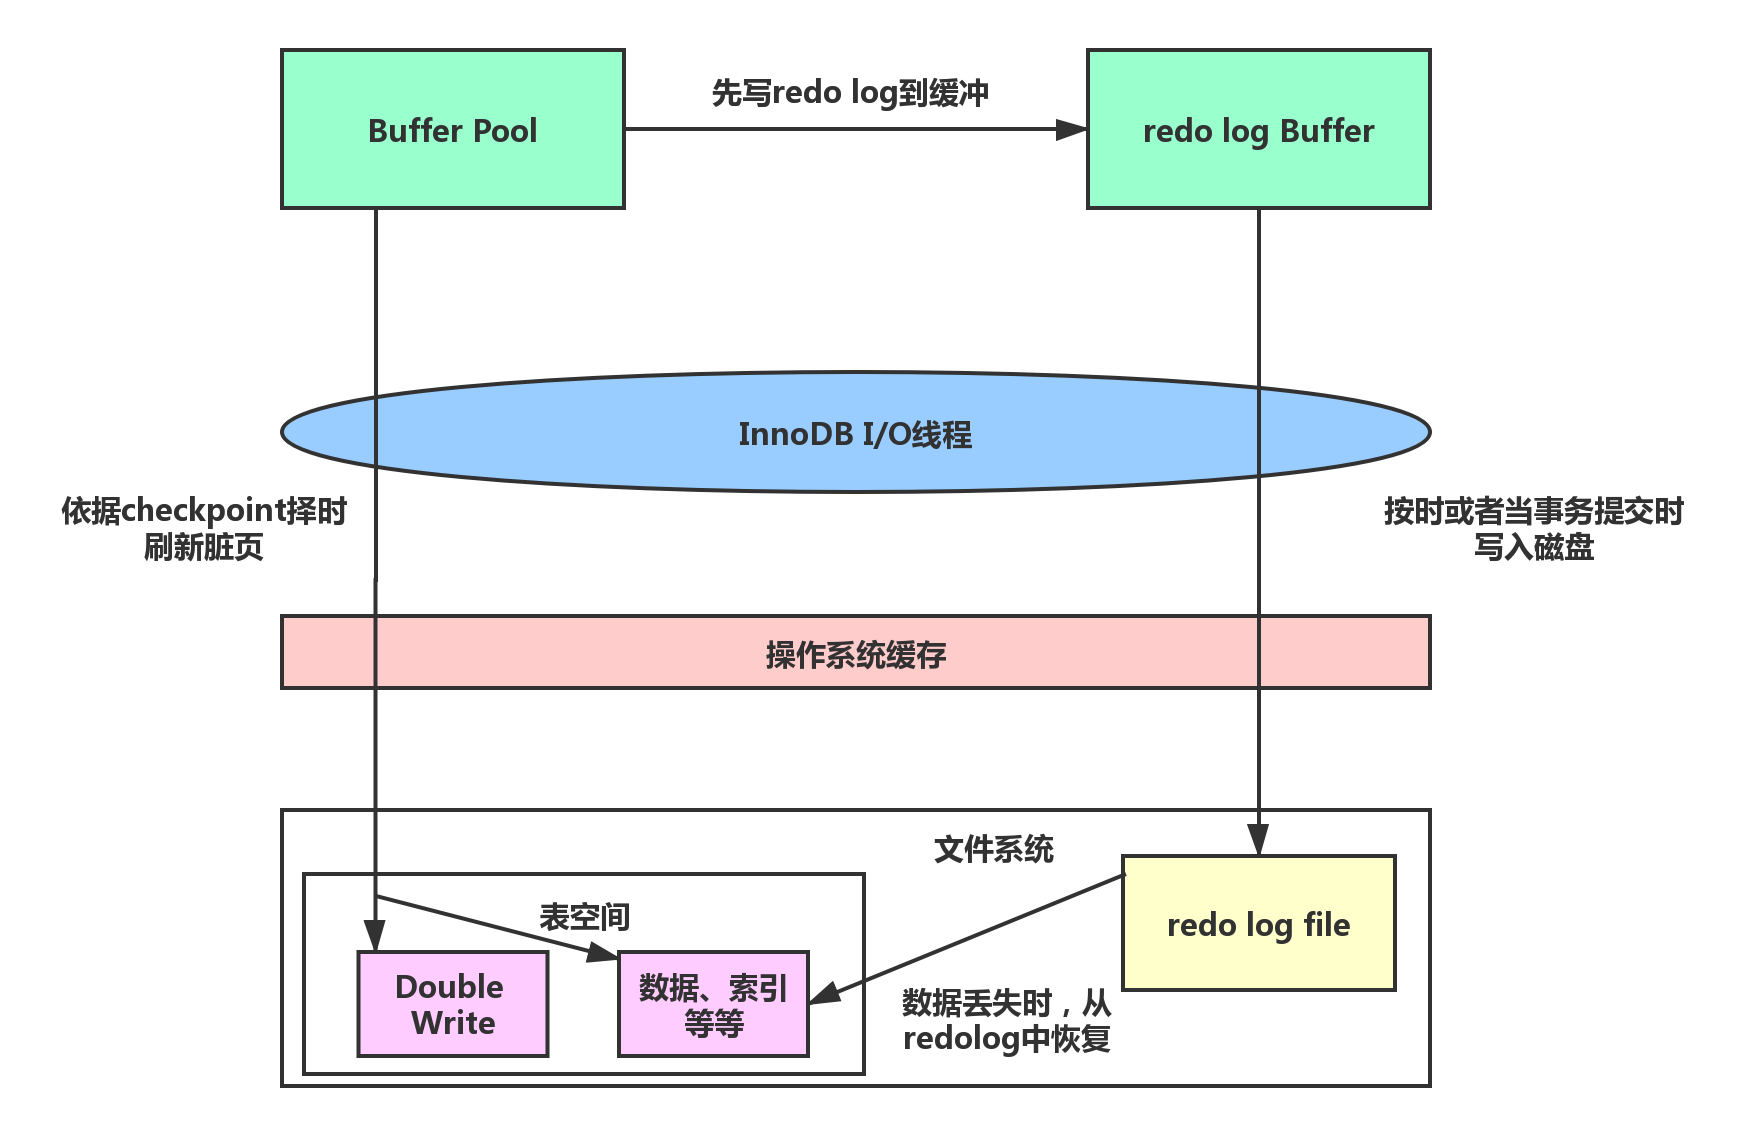 Buffer Pool
先写redo log到缓冲
redo log Buffer
InnoDB I/O线程
依据checkpoint择时
刷新脏页
按时或者当事务提交时
写入磁盘
操作系统缓存
文件系统
表空间
redo log file
Double
Write
数据、索引
等等
数据丢失时，从
redolog中恢复